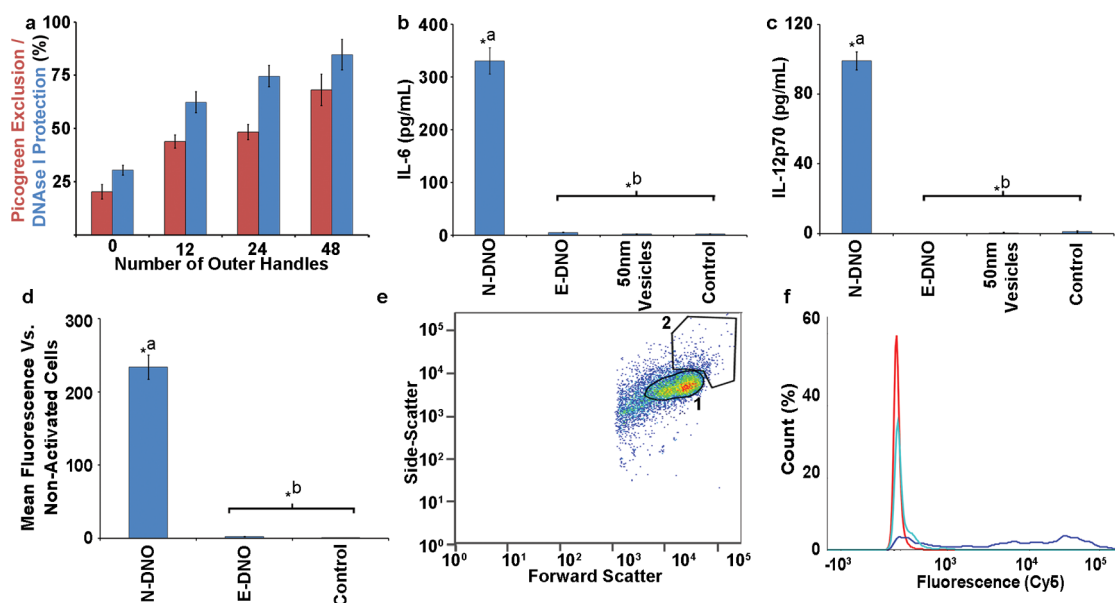 a
Picogreen Exclusion /
DNAse I Protection (%)
100
75
50
25
0 12 24 48
Number of Outer Handles
b
IL-6 (pg/mL)
400
300
200
100
0
*a
*b
N-DNO
E-DNO
50nm
Vesicles
Control
c
IL-12p70 (pg/mL)
120
100
80
60
40
20
0
*a
*b
N-DNO
E-DNO
50nm
Vesicles
Control
d
Mean Fluorescence Vs.
Non-Activated Cells
300
200
100
0
*a
*b
N-DNO
E-DNO
Control
e
Side-Scatter
10⁵
10⁴
10³
10²
10¹
10⁰
2
1
10⁰ 10¹ 10² 10³ 10⁴ 10⁵
Forward Scatter
f
Count (%)
60
40
20
0
-10³ 10³ 10⁴ 10⁵
Fluorescence (Cy5)